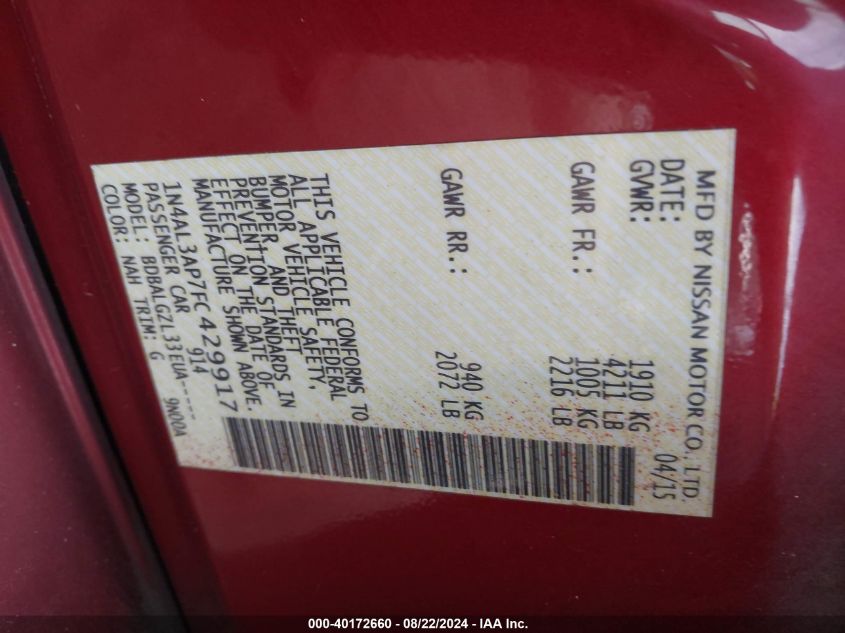 MFD BY NISSAN MOTOR CO., LTD.
DATE: 04/15
GVWR: 1910 KG
4211 LB
GAWR FR.: 1005 KG
2216 LB
GAWR RR.: 940 KG
2072 LB
THIS VEHICLE CONFORMS TO
ALL APPLICABLE FEDERAL
MOTOR VEHICLE SAFETY,
BUMPER, AND THEFT
PREVENTION STANDARDS IN
EFFECT ON THE DATE OF
MANUFACTURE SHOWN ABOVE.
1N4AL3AP7FC429917
PASSENGER CAR 914
MODEL: BDBALGZL33EUA-----
COLOR: NAH TRIM: G 9N00A
000-40172660 - 08/22/2024 - IAA Inc.